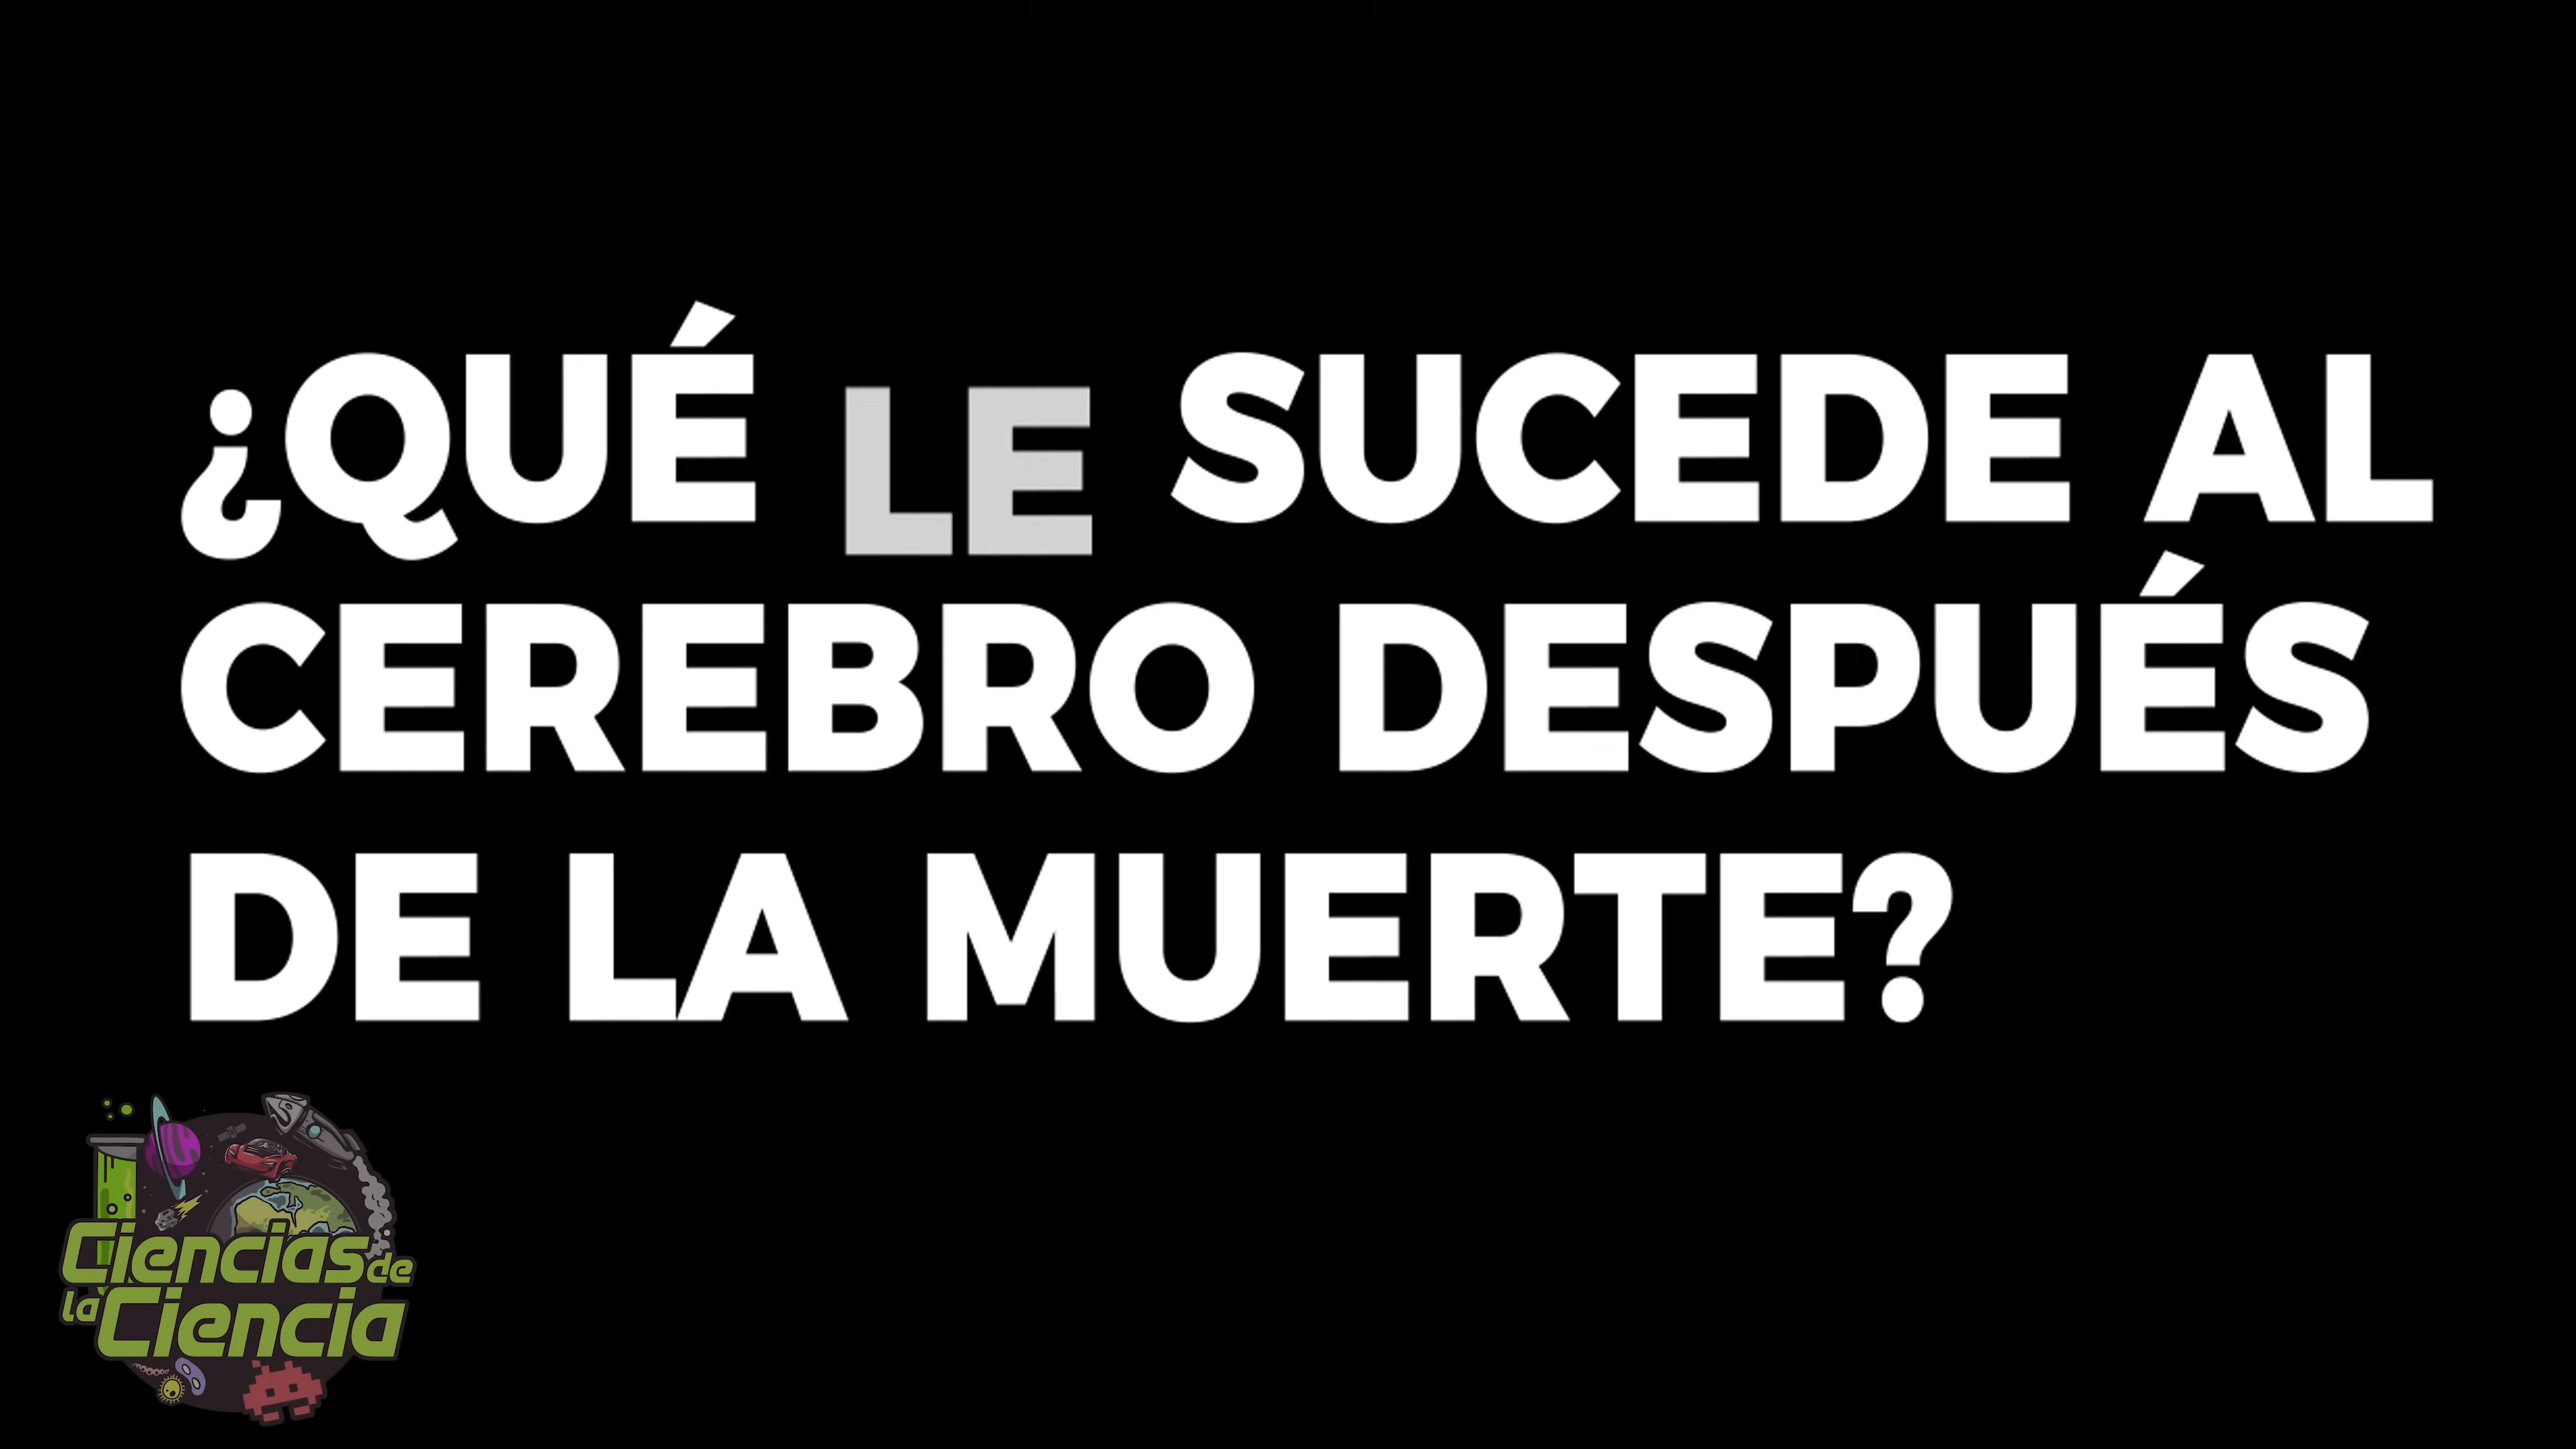 ¿QUÉ LE SUCEDE AL
CEREBRO DESPUÉS
DE LA MUERTE?
Ciencias de
la Ciencia